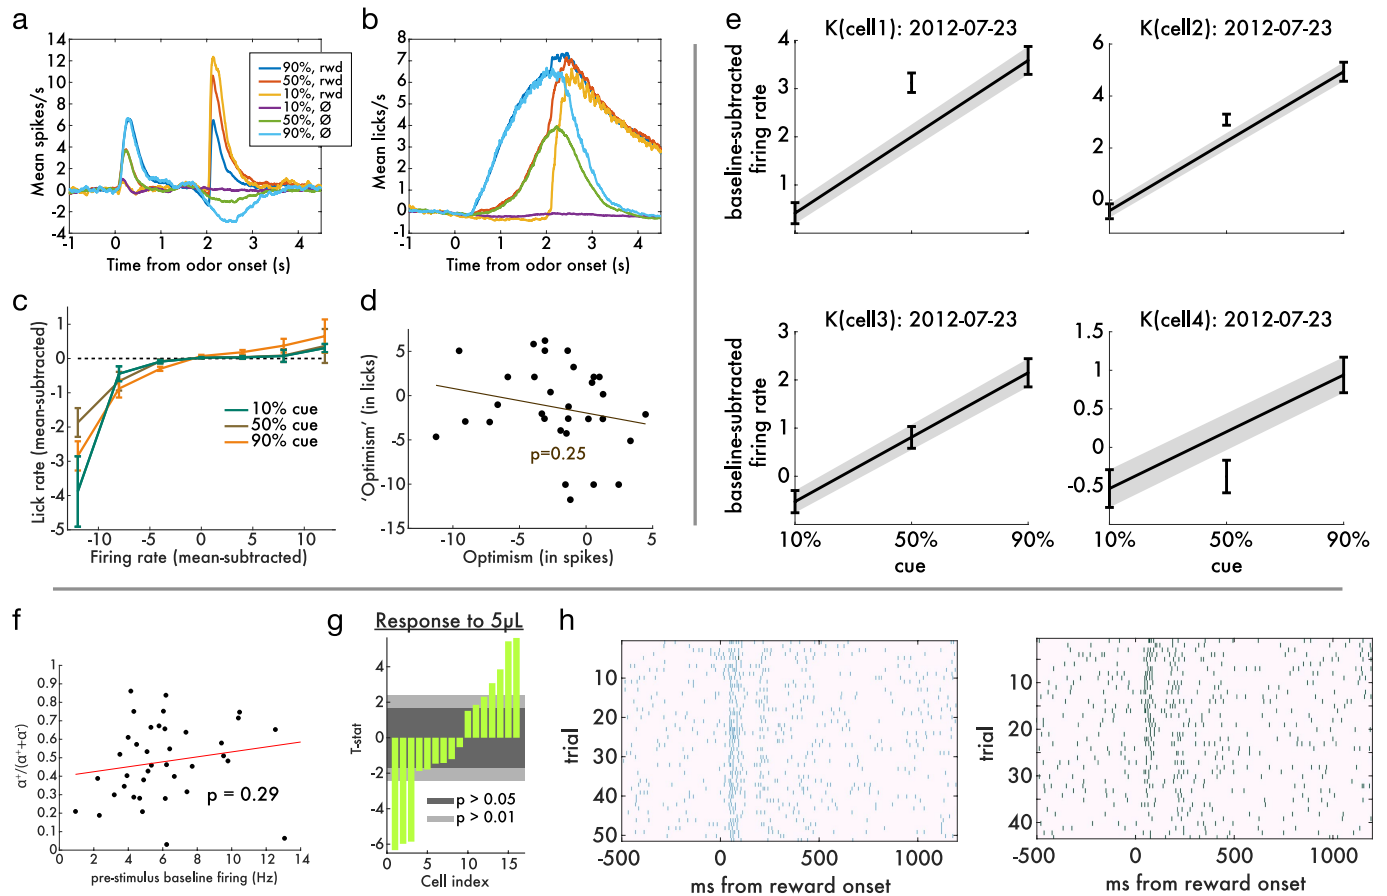 a
Mean spikes/s
14
12
10
8
6
4
2
0
-2
-4
-1
0
1
2
3
4
Time from odor onset (s)
90%, rwd
50%, rwd
10%, rwd
10%, Ø
50%, Ø
90%, Ø
b
Mean licks/s
8
7
6
5
4
3
2
1
0
-1
-1
0
1
2
3
4
Time from odor onset (s)
c
Lick rate (mean-subtracted)
1
0
-1
-2
-3
-4
-5
-10
-5
0
5
10
Firing rate (mean-subtracted)
10% cue
50% cue
90% cue
d
'Optimism' (in licks)
5
-1
-5
-10
-15
-10
-5
0
5
Optimism (in spikes)
p=0.25
e
K(cell1): 2012-07-23
baseline-subtracted
firing rate
4
3
2
1
K(cell2): 2012-07-23
6
4
2
0
K(cell3): 2012-07-23
baseline-subtracted
firing rate
3
2
1
0
10%
50%
90%
cue
K(cell4): 2012-07-23
1.5
1
0.5
0
-0.5
10%
50%
90%
cue
f
α⁺/(α⁺+α⁻)
1
0.9
0.8
0.7
0.6
0.5
0.4
0.3
0.2
0.1
0
0
2
4
6
8
10
12
14
pre-stimulus baseline firing (Hz)
p = 0.29
g
Response to 5µL
T-stat
4
2
0
-2
-4
-6
0
5
10
15
Cell index
p > 0.05
p > 0.01
h
trial
10
20
30
40
50
-500
0
500
1000
ms from reward onset
trial
10
20
30
40
-500
0
500
1000
ms from reward onset